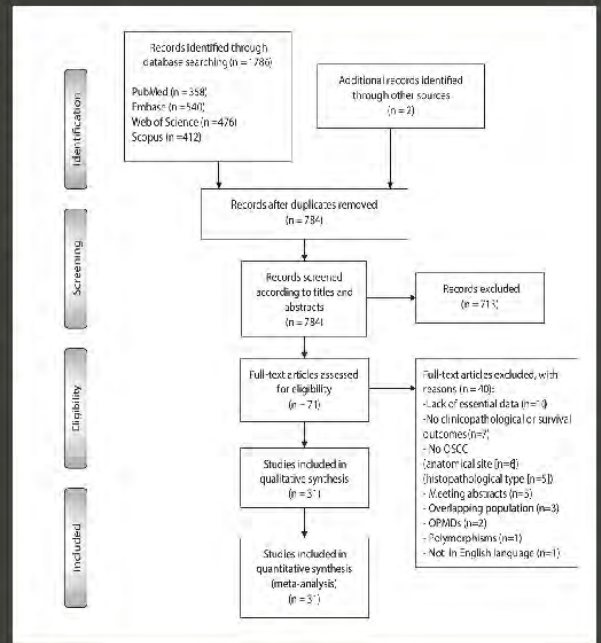 Identification
Records identified through
database searching (n = 1786)
PubMed (n = 358)
Embase (n = 540)
Web of Science (n =476)
Scopus (n =412)
Additional records identified
through other sources
(n = 2)
Records after duplicates removed
(n = 784)
Screening
Records screened
according to titles and
abstracts
(n = 784)
Records excluded
(n = 713)
Eligibility
Full-text articles assessed
for eligibility
(n = 71)
Full-text articles excluded, with
reasons (n = 40):
-Lack of essential data (n=10)
-No clinicopathological or survival
outcomes (n=7)
- No OSCC
(anatomical site [n=6])
(histopathological type [n=5])
- Meeting abstracts (n=5)
- Overlapping population (n=3)
- OPMDs (n=2)
- Polymorphisms (n=1)
- Not in English language (n=1)
Studies included in
qualitative synthesis
(n = 31)
Included
Studies included in
quantitative synthesis
(meta-analysis)
(n = 31)